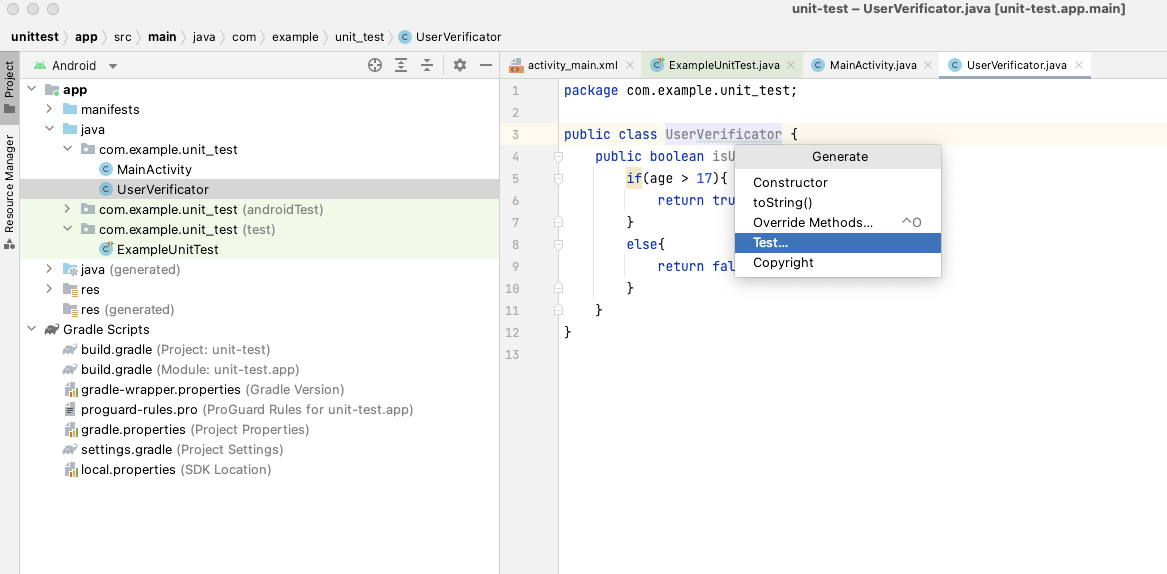 unit-test – UserVerificator.java [unit-test.app.main]
unittest app src main java com example unit_test UserVerificator
Project
Resource Manager
Android
app
manifests
java
com.example.unit_test
MainActivity
UserVerificator
com.example.unit_test (androidTest)
com.example.unit_test (test)
ExampleUnitTest
java (generated)
res
res (generated)
Gradle Scripts
build.gradle (Project: unit-test)
build.gradle (Module: unit-test.app)
gradle-wrapper.properties (Gradle Version)
proguard-rules.pro (ProGuard Rules for unit-test.app)
gradle.properties (Project Properties)
settings.gradle (Project Settings)
local.properties (SDK Location)
activity_main.xml ExampleUnitTest.java MainActivity.java UserVerificator.java
1 package com.example.unit_test;
2
3 public class UserVerificator {
4 public boolean isU
5 if(age > 17){
6 return tru
7 }
8 else{
9 return fal
10 }
11 }
12 }
13
Generate
Constructor
toString()
Override Methods... ^O
Test...
Copyright